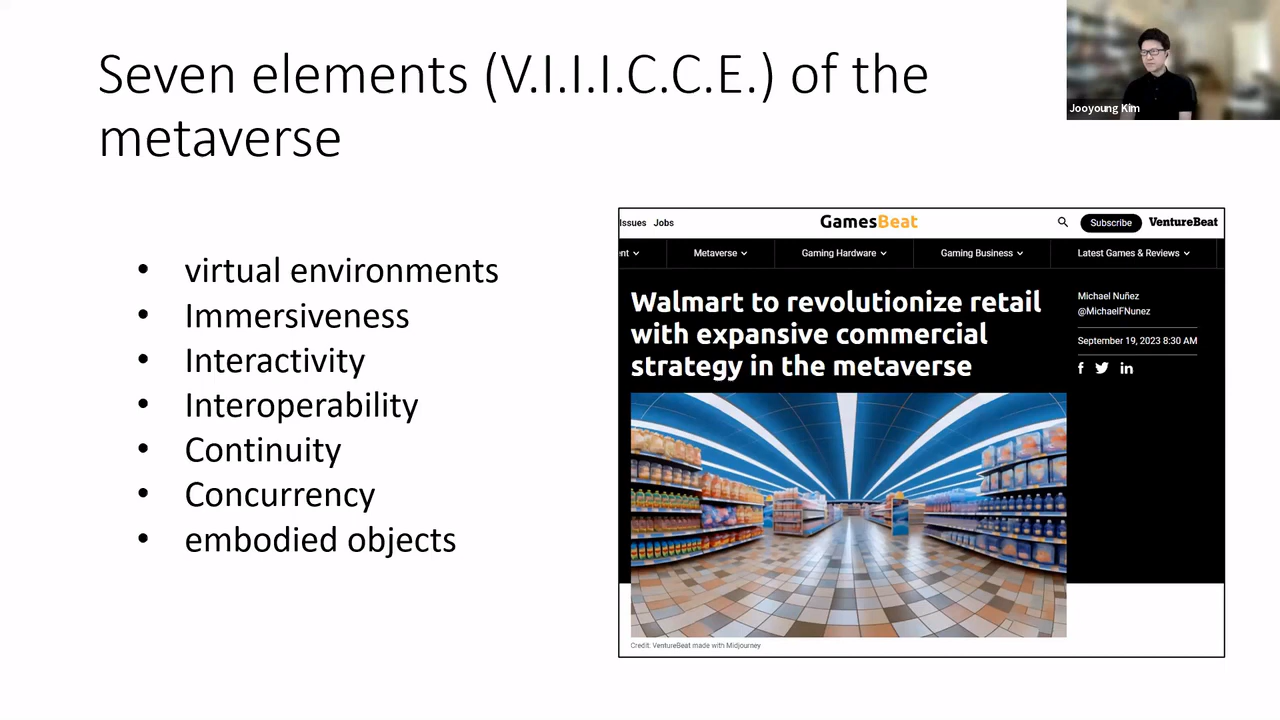 Seven elements (V.I.I.I.C.C.E.) of the
metaverse
Jooyoung Kim
• virtual environments
• Immersiveness
• Interactivity
• Interoperability
• Continuity
• Concurrency
• embodied objects
Issues Jobs
GamesBeat
Subscribe
VentureBeat
nt
Metaverse
Gaming Hardware
Gaming Business
Latest Games & Reviews
Walmart to revolutionize retail
with expansive commercial
strategy in the metaverse
Michael Nuñez
@MichaelFNunez
September 19, 2023 8:30 AM
Credit: VentureBeat made with Midjourney